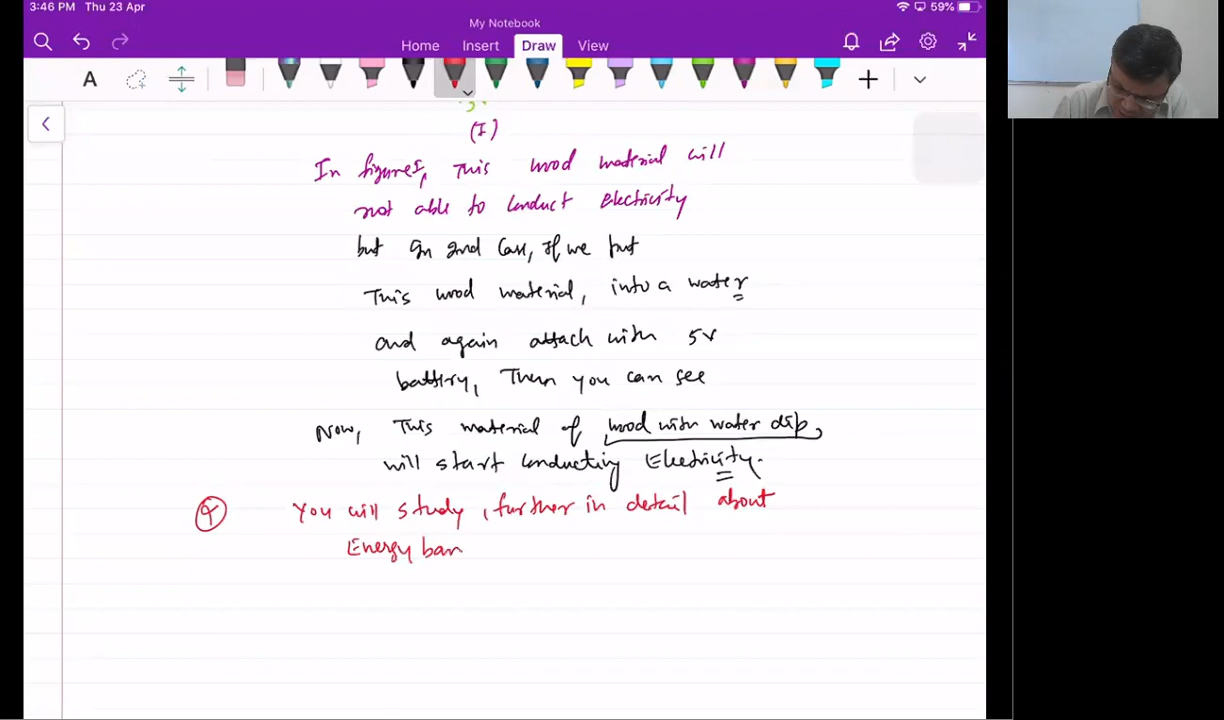 3:46 PM Thu 23 Apr
59%
My Notebook
Home Insert Draw View
A
(I)
In figure I, This wood material will
not able to conduct Electricity
but In 2nd Case, If we put
This wood material, into a water
and again attach with 5v
battery, Then you can see
Now, This material of wood with water dip,
will start conducting Electricity.
You will study, further in detail about
Energy ban